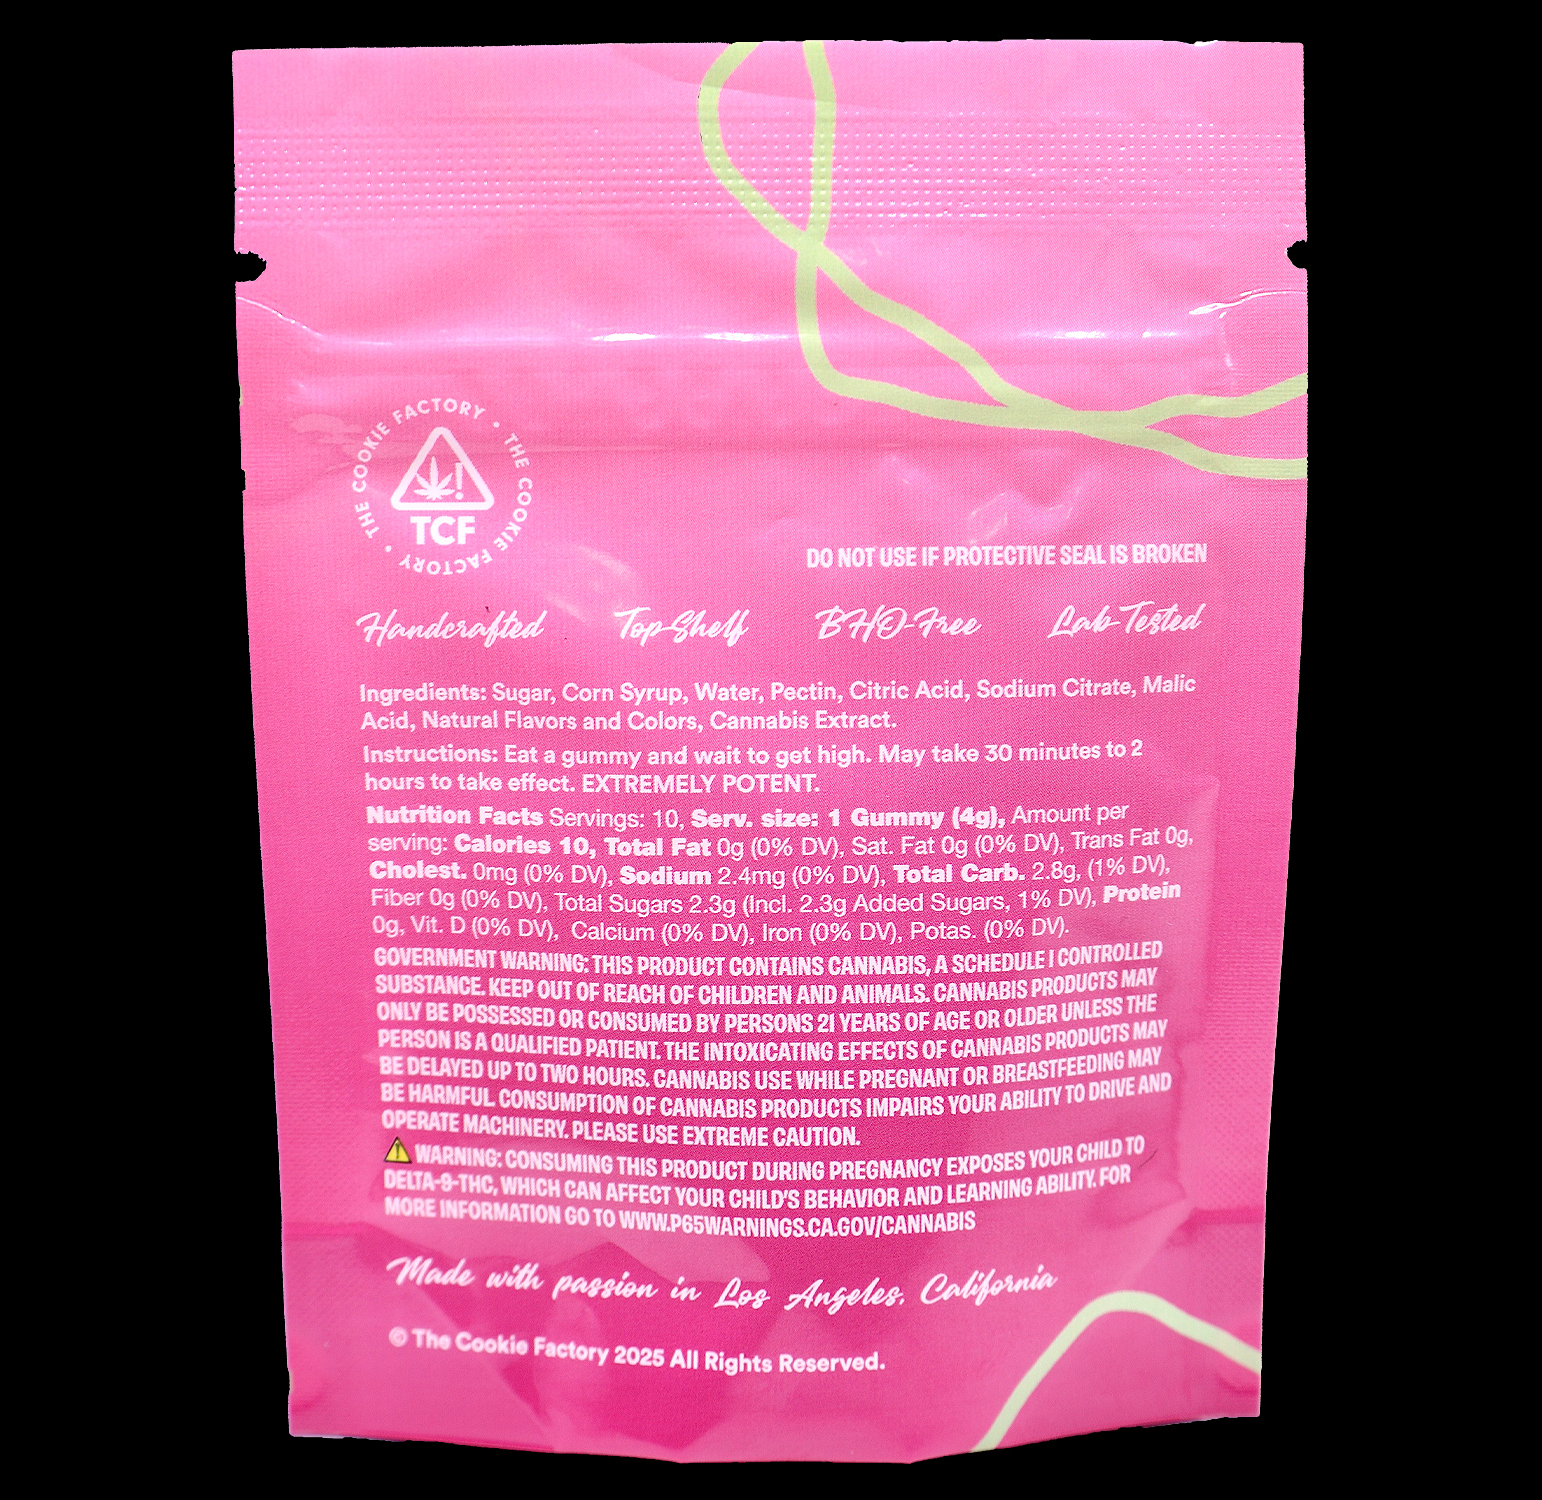 THE COOKIE FACTORY • THE COOKIE FACTORY •
TCF
DO NOT USE IF PROTECTIVE SEAL IS BROKEN
Handcrafted Top-Shelf BHO-Free Lab-Tested
Ingredients: Sugar, Corn Syrup, Water, Pectin, Citric Acid, Sodium Citrate, Malic
Acid, Natural Flavors and Colors, Cannabis Extract.
Instructions: Eat a gummy and wait to get high. May take 30 minutes to 2
hours to take effect. EXTREMELY POTENT.
Nutrition Facts Servings: 10, Serv. size: 1 Gummy (4g), Amount per
serving: Calories 10, Total Fat 0g (0% DV), Sat. Fat 0g (0% DV), Trans Fat 0g,
Cholest. 0mg (0% DV), Sodium 2.4mg (0% DV), Total Carb. 2.8g, (1% DV),
Fiber 0g (0% DV), Total Sugars 2.3g (Incl. 2.3g Added Sugars, 1% DV), Protein
0g, Vit. D (0% DV), Calcium (0% DV), Iron (0% DV), Potas. (0% DV).
GOVERNMENT WARNING: THIS PRODUCT CONTAINS CANNABIS, A SCHEDULE I CONTROLLED
SUBSTANCE. KEEP OUT OF REACH OF CHILDREN AND ANIMALS. CANNABIS PRODUCTS MAY
ONLY BE POSSESSED OR CONSUMED BY PERSONS 21 YEARS OF AGE OR OLDER UNLESS THE
PERSON IS A QUALIFIED PATIENT. THE INTOXICATING EFFECTS OF CANNABIS PRODUCTS MAY
BE DELAYED UP TO TWO HOURS. CANNABIS USE WHILE PREGNANT OR BREASTFEEDING MAY
BE HARMFUL. CONSUMPTION OF CANNABIS PRODUCTS IMPAIRS YOUR ABILITY TO DRIVE AND
OPERATE MACHINERY. PLEASE USE EXTREME CAUTION.
⚠ WARNING: CONSUMING THIS PRODUCT DURING PREGNANCY EXPOSES YOUR CHILD TO
DELTA-9-THC, WHICH CAN AFFECT YOUR CHILD'S BEHAVIOR AND LEARNING ABILITY. FOR
MORE INFORMATION GO TO WWW.P65WARNINGS.CA.GOV/CANNABIS
Made with passion in Los Angeles, California
© The Cookie Factory 2025 All Rights Reserved.